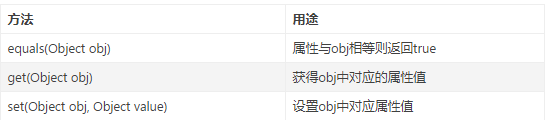 方法 用途
equals(Object obj) 属性与obj相等则返回true
get(Object obj) 获得obj中对应的属性值
set(Object obj, Object value) 设置obj中对应属性值